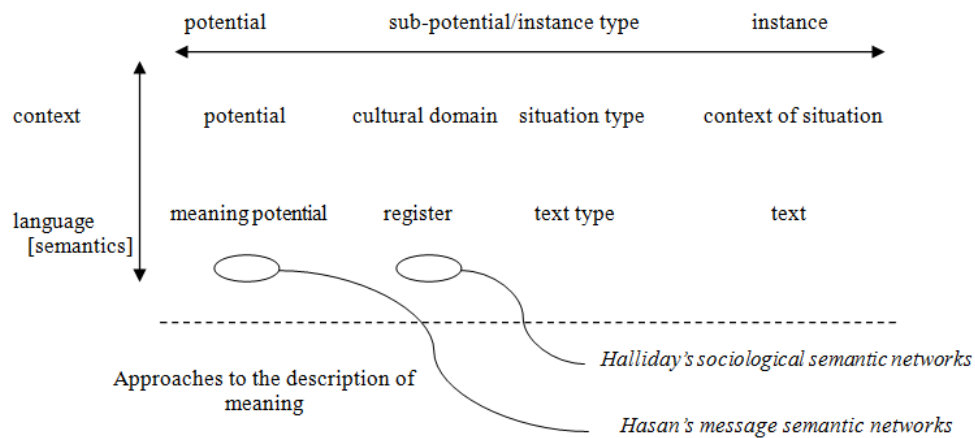 potential sub-potential/instance type instance
context potential cultural domain situation type context of situation
language meaning potential register text type text
[semantics]
Halliday's sociological semantic networks
Approaches to the description of
meaning
Hasan's message semantic networks